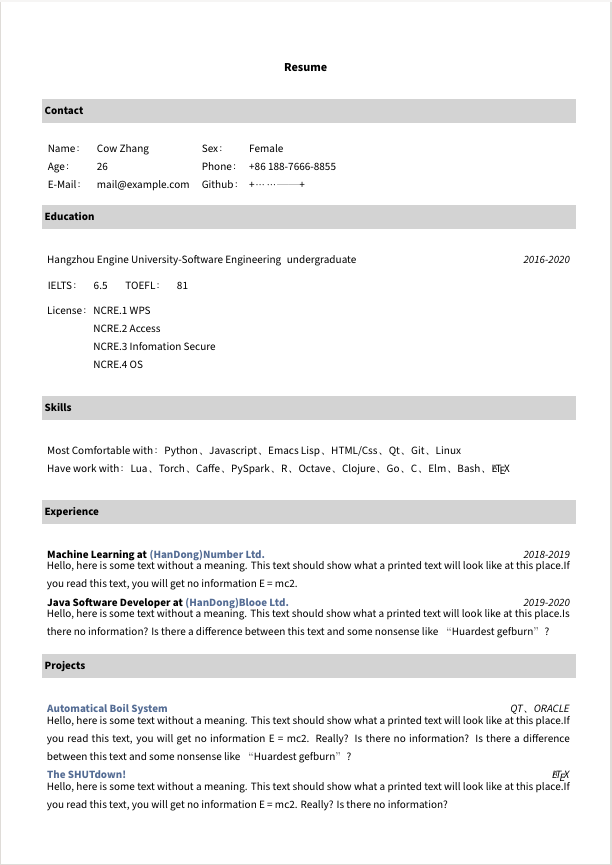 Resume
Contact
Name： Cow Zhang Sex： Female
Age： 26 Phone： +86 188-7666-8855
E-Mail： mail@example.com Github： +⋯⋯——+
Education
Hangzhou Engine University-Software Engineering undergraduate 2016-2020
IELTS： 6.5 TOEFL： 81
License： NCRE.1 WPS
NCRE.2 Access
NCRE.3 Infomation Secure
NCRE.4 OS
Skills
Most Comfortable with： Python、Javascript、Emacs Lisp、HTML/Css、Qt、Git、Linux
Have work with： Lua、Torch、Caffe、PySpark、R、Octave、Clojure、Go、C、Elm、Bash、LATEX
Experience
Machine Learning at (HanDong)Number Ltd. 2018-2019
Hello, here is some text without a meaning. This text should show what a printed text will look like at this place.If
you read this text, you will get no information E = mc2.
Java Software Developer at (HanDong)Blooe Ltd. 2019-2020
Hello, here is some text without a meaning. This text should show what a printed text will look like at this place.Is
there no information? Is there a difference between this text and some nonsense like “Huardest gefburn”?
Projects
Automatical Boil System QT、ORACLE
Hello, here is some text without a meaning. This text should show what a printed text will look like at this place.If
you read this text, you will get no information E = mc2. Really? Is there no information? Is there a difference
between this text and some nonsense like “Huardest gefburn”?
The SHUTdown! LATEX
Hello, here is some text without a meaning. This text should show what a printed text will look like at this place.If
you read this text, you will get no information E = mc2. Really? Is there no information?